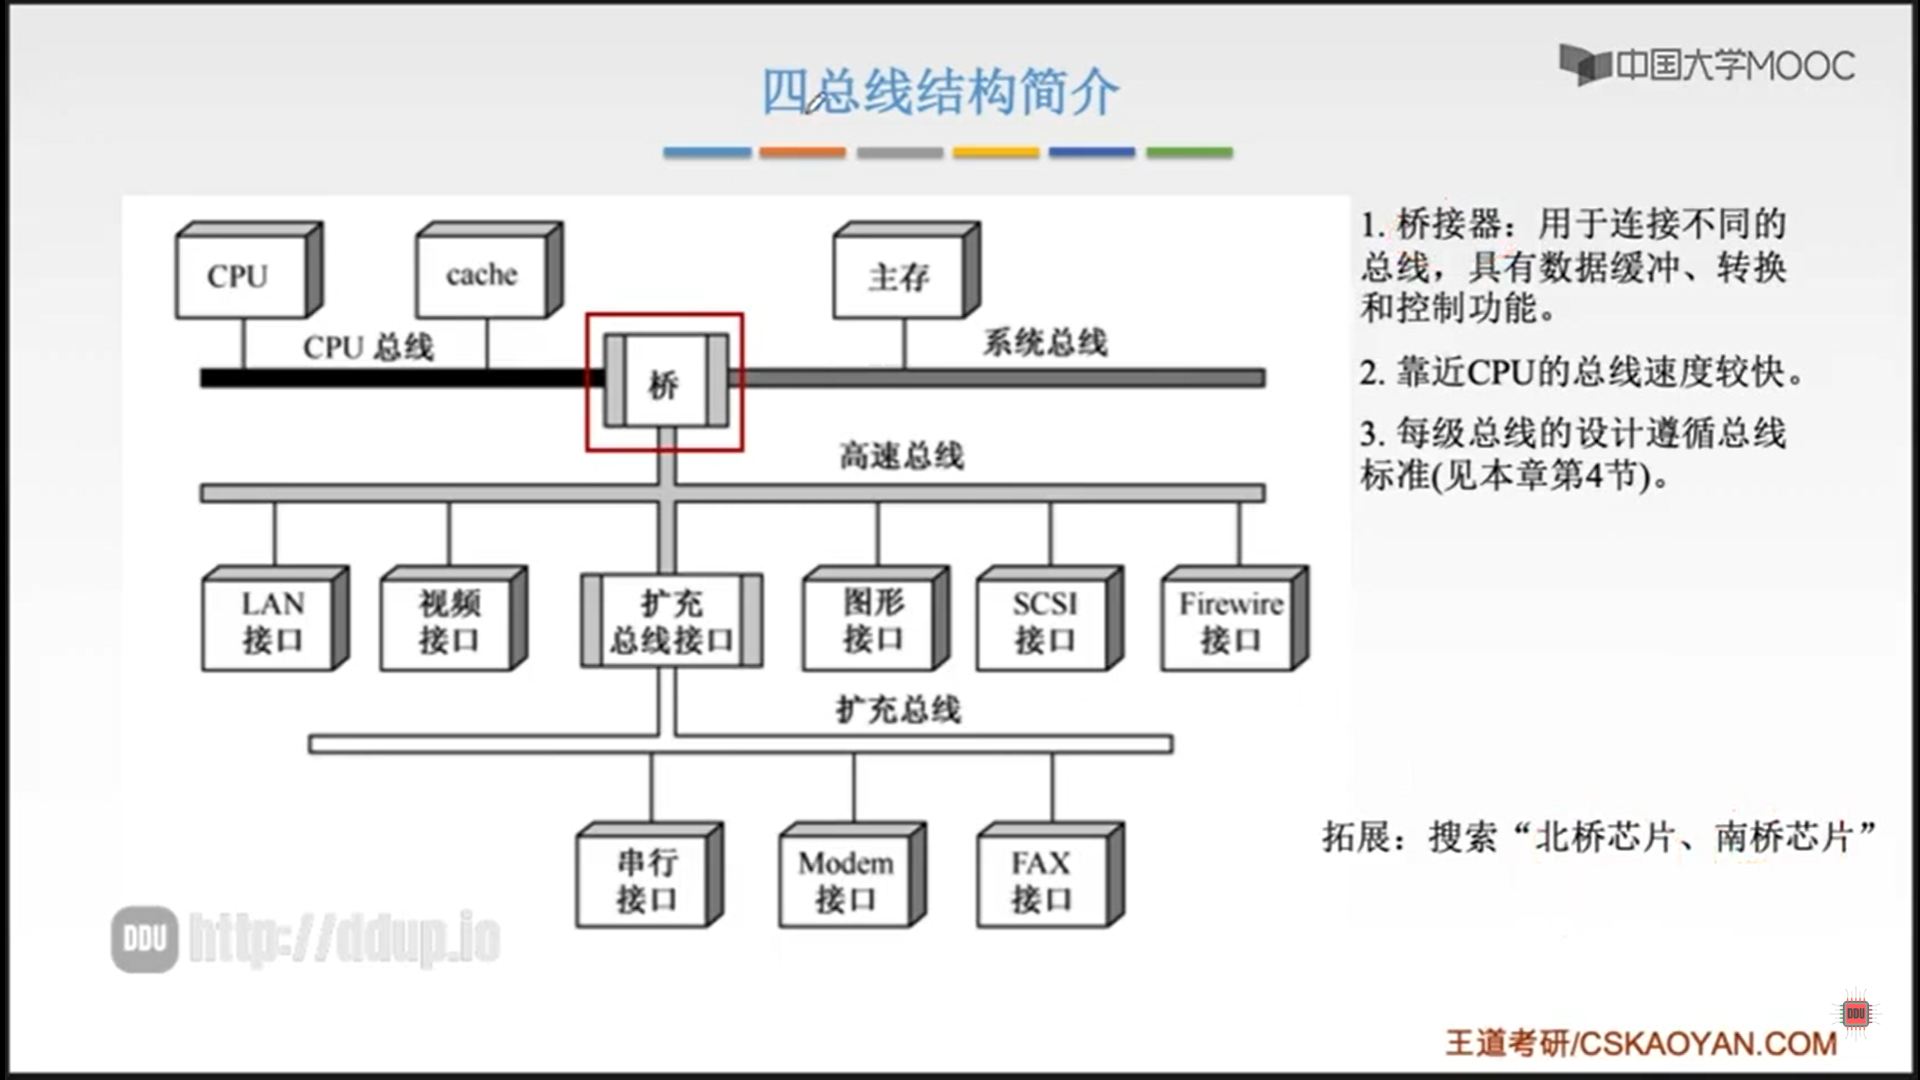 中国大学MOOC
四总线结构简介
CPU
cache
主存
CPU 总线
桥
系统总线
高速总线
LAN
接口
视频
接口
扩充
总线接口
图形
接口
SCSI
接口
Firewire
接口
扩充总线
串行
接口
Modem
接口
FAX
接口
1. 桥接器：用于连接不同的
总线，具有数据缓冲、转换
和控制功能。
2. 靠近CPU的总线速度较快。
3. 每级总线的设计遵循总线
标准(见本章第4节)。
拓展：搜索“北桥芯片、南桥芯片”
DDU http://ddup.io
DDU
王道考研/CSKAOYAN.COM